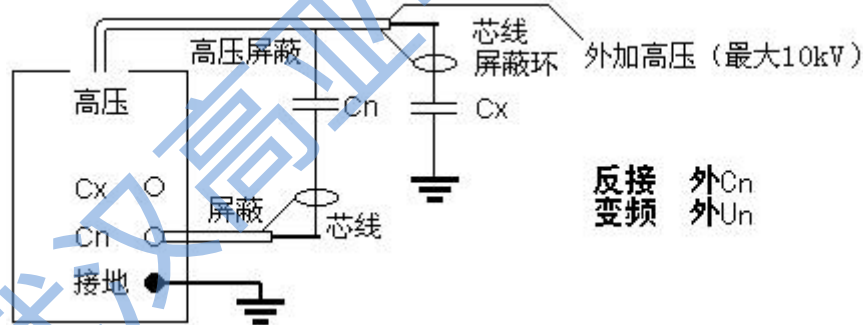 芯线
高压屏蔽
屏蔽环
外加高压（最大10kV）
高压
Cn
Cx
Cx
反接 外Cn
屏蔽
变频 外Un
Cn
芯线
接地